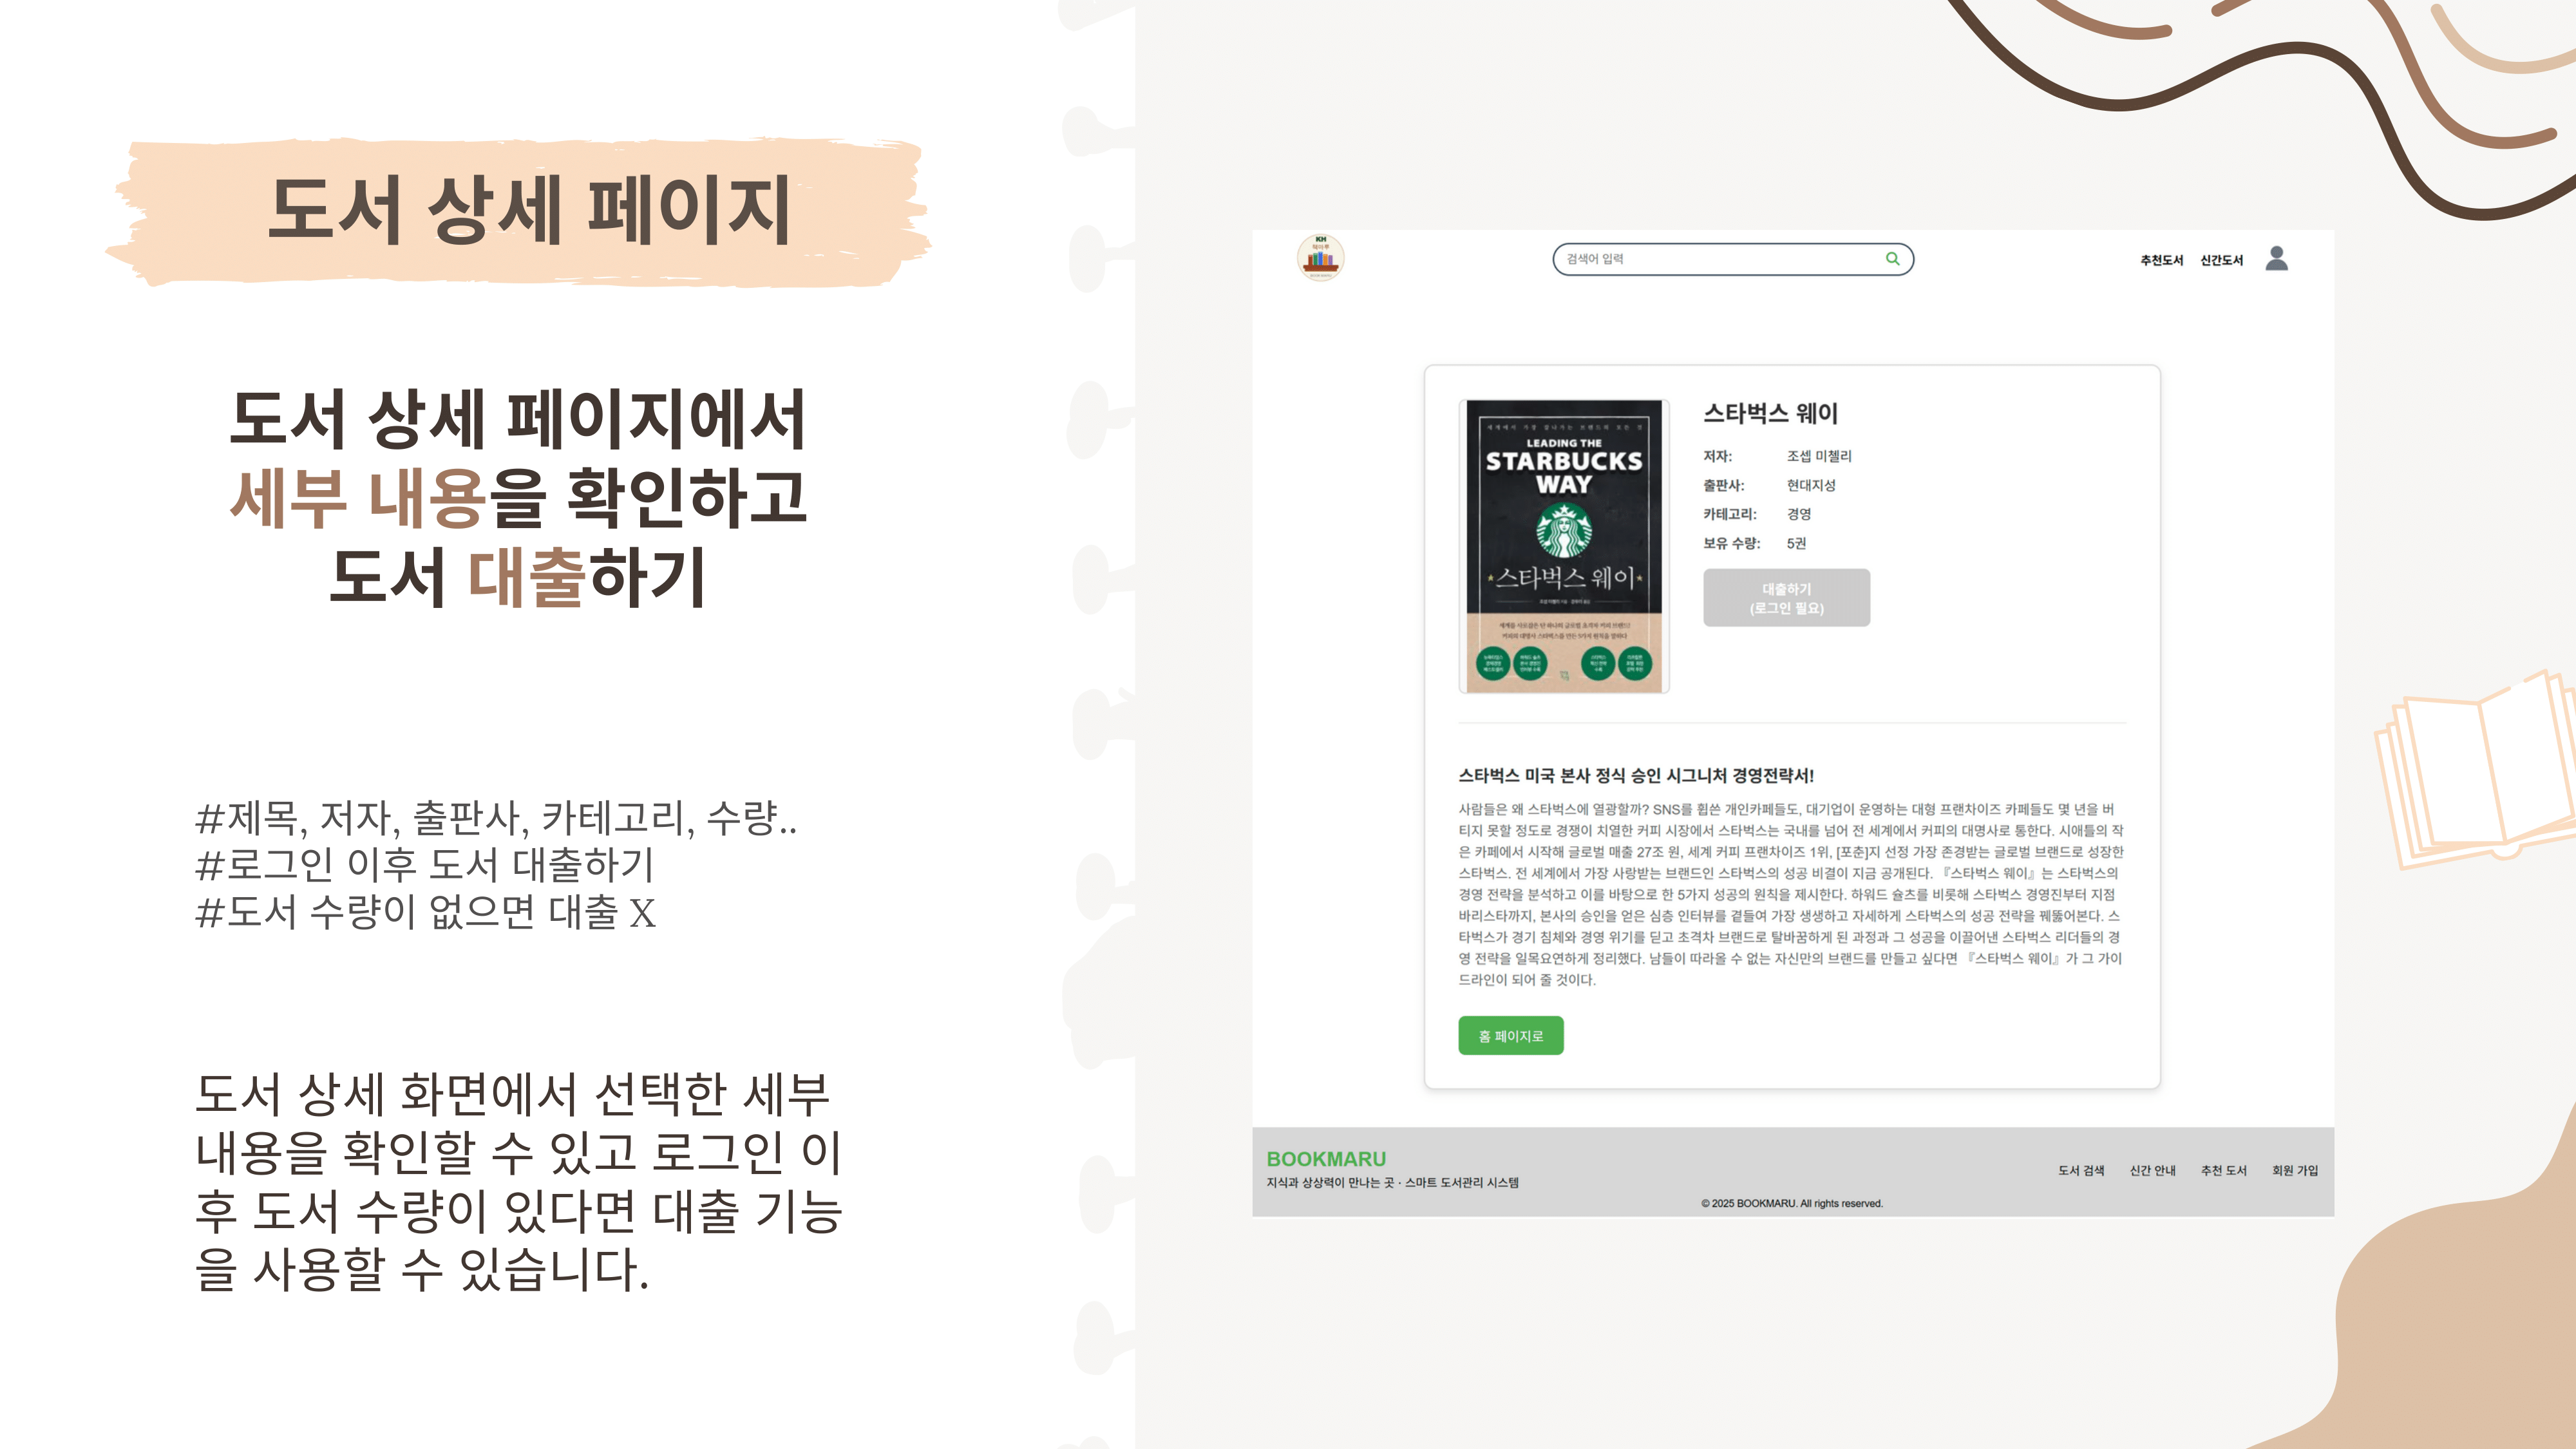 도서 상세 페이지
도서 상세 페이지에서
세부 내용을 확인하고
도서 대출하기
#제목, 저자, 출판사, 카테고리, 수량..
#로그인 이후 도서 대출하기
#도서 수량이 없으면 대출 X
도서 상세 화면에서 선택한 세부
내용을 확인할 수 있고 로그인 이
후 도서 수량이 있다면 대출 기능
을 사용할 수 있습니다.
KH
검색어 입력
추천도서 신간도서
세계에서 가장 잘나가는 브랜드의 모든 것
LEADING THE
STARBUCKS
WAY
스타벅스 웨이
스타벅스 웨이
저자: 조셉 미첼리
출판사: 현대지성
카테고리: 경영
보유 수량: 5권
대출하기
(로그인 필요)
스타벅스 미국 본사 정식 승인 시그니처 경영전략서!
사람들은 왜 스타벅스에 열광할까? SNS를 휩쓴 개인카페들도, 대기업이 운영하는 대형 프랜차이즈 카페들도 몇 년을 버
티지 못할 정도로 경쟁이 치열한 커피 시장에서 스타벅스는 국내를 넘어 전 세계에서 커피의 대명사로 통한다. 시애틀의 작
은 카페에서 시작해 글로벌 매출 27조 원, 세계 커피 프랜차이즈 1위, [포춘]지 선정 가장 존경받는 글로벌 브랜드로 성장한
스타벅스. 전 세계에서 가장 사랑받는 브랜드인 스타벅스의 성공 비결이 지금 공개된다. 『스타벅스 웨이』는 스타벅스의
경영 전략을 분석하고 이를 바탕으로 한 5가지 성공의 원칙을 제시한다. 하워드 슐츠를 비롯해 스타벅스 경영진부터 지점
바리스타까지, 본사의 승인을 얻은 심층 인터뷰를 곁들여 가장 생생하고 자세하게 스타벅스의 성공 전략을 꿰뚫어본다. 스
타벅스가 경기 침체와 경영 위기를 딛고 초격차 브랜드로 탈바꿈하게 된 과정과 그 성공을 이끌어낸 스타벅스 리더들의 경
영 전략을 일목요연하게 정리했다. 남들이 따라올 수 없는 자신만의 브랜드를 만들고 싶다면 『스타벅스 웨이』가 그 가이
드라인이 되어 줄 것이다.
홈 페이지로
BOOKMARU
지식과 상상력이 만나는 곳 · 스마트 도서관리 시스템
도서 검색 신간 안내 추천 도서 회원 가입
© 2025 BOOKMARU. All rights reserved.